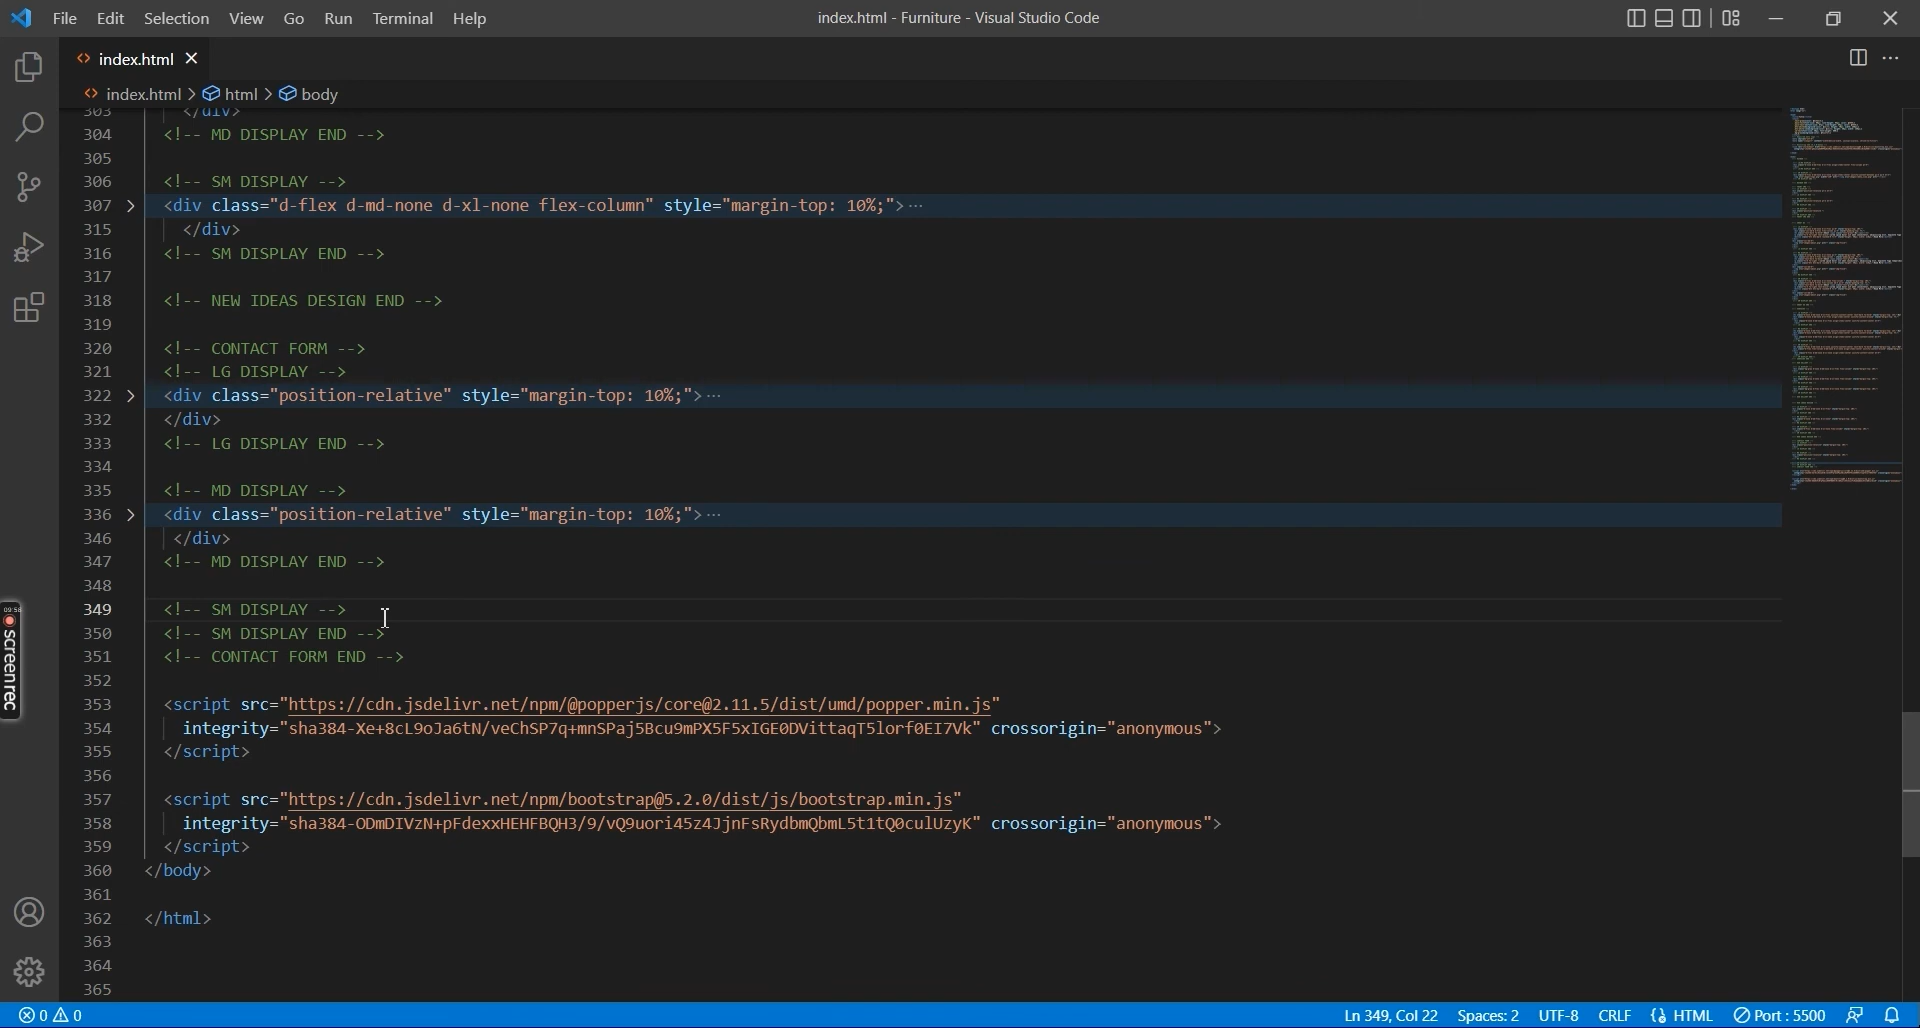 File Edit Selection View Go Run Terminal Help index.html - Furniture - Visual Studio Code
index.html
index.html > html > body
303 </div>
304 <!-- MD DISPLAY END -->
305
306 <!-- SM DISPLAY -->
307 <div class="d-flex d-md-none d-xl-none flex-column" style="margin-top: 10%;"> ···
315 </div>
316 <!-- SM DISPLAY END -->
317
318 <!-- NEW IDEAS DESIGN END -->
319
320 <!-- CONTACT FORM -->
321 <!-- LG DISPLAY -->
322 <div class="position-relative" style="margin-top: 10%;"> ···
332 </div>
333 <!-- LG DISPLAY END -->
334
335 <!-- MD DISPLAY -->
336 <div class="position-relative" style="margin-top: 10%;"> ···
346 </div>
347 <!-- MD DISPLAY END -->
348
349 <!-- SM DISPLAY -->
350 <!-- SM DISPLAY END -->
351 <!-- CONTACT FORM END -->
352
353 <script src="https://cdn.jsdelivr.net/npm/@popperjs/core@2.11.5/dist/umd/popper.min.js"
354 integrity="sha384-Xe+8cL9oJa6tN/veChSP7q+mnSPaj5Bcu9mPX5F5xIGE0DVittaqT5lorf0EI7Vk" crossorigin="anonymous">
355 </script>
356
357 <script src="https://cdn.jsdelivr.net/npm/bootstrap@5.2.0/dist/js/bootstrap.min.js"
358 integrity="sha384-ODmDIVzN+pFdexxHEHFBQH3/9/vQ9uori45z4JjnFsRydbmQbmL5t1tQ0culUzyK" crossorigin="anonymous">
359 </script>
360 </body>
361
362 </html>
363
364
365
09:58
screenrec
0 0 Ln 349, Col 22 Spaces: 2 UTF-8 CRLF HTML Port : 5500